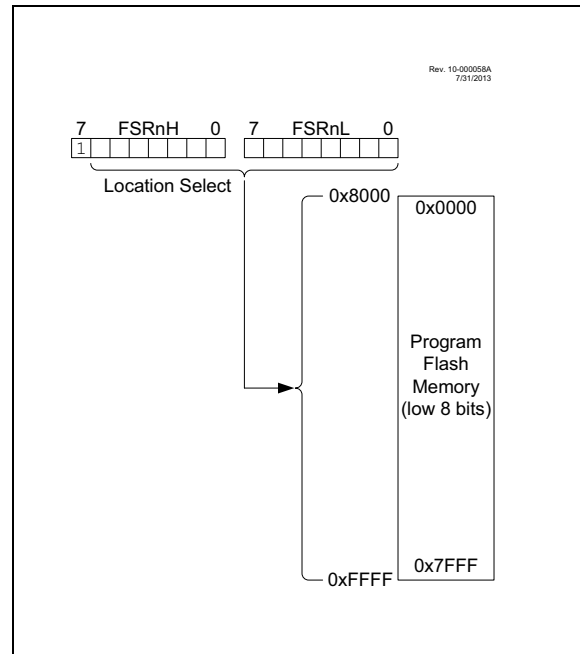 Rev. 10-000058A
7/31/2013
7 FSRnH 0 7 FSRnL 0
1
Location Select
0x8000 0x0000
Program
Flash
Memory
(low 8 bits)
0xFFFF 0x7FFF